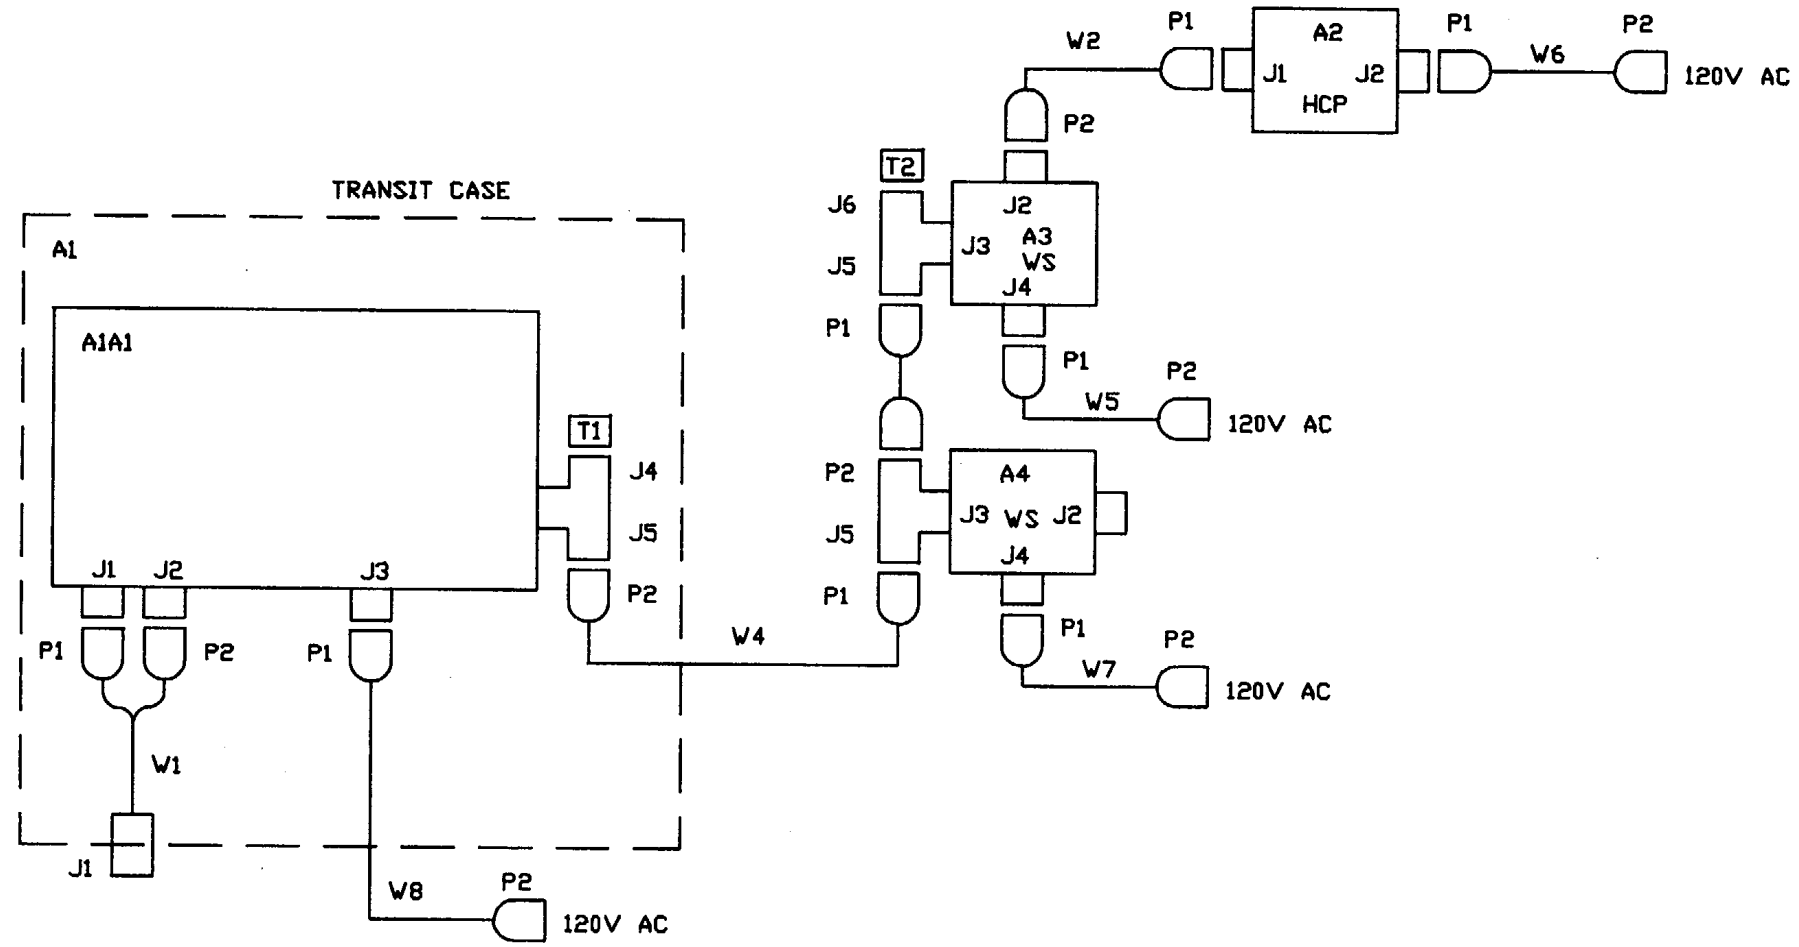 P1
A2
P1
P2
W2
W6
J1
J2
120V AC
HCP
P2
T2
TRANSIT CASE
J6
J2
A3
J3
WS
A1
J5
J4
P1
A1A1
P1
P2
W5
120V AC
T1
J4
P2
A4
J3
WS
J2
J5
J5
J4
J1
J2
J3
P2
P1
P1
P2
W4
P1
P2
P1
W7
120V AC
W1
J1
W8
P2
120V AC